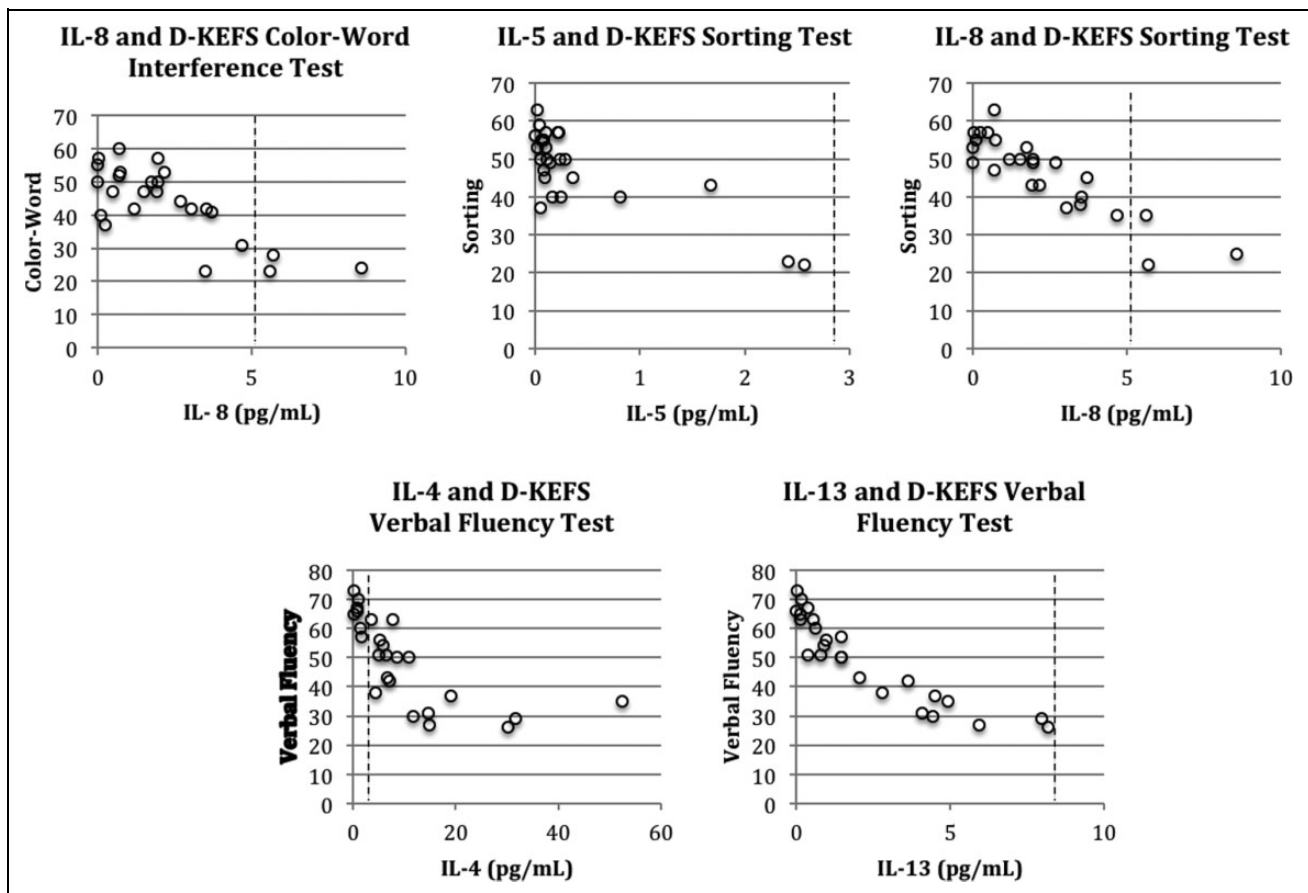 IL-8 and D-KEFS Color-Word
Interference Test
70
60
50
40
30
20
10
0
Color-Word
0 5 10
IL- 8 (pg/mL)
IL-5 and D-KEFS Sorting Test
70
60
50
40
30
20
10
0
Sorting
0 1 2 3
IL-5 (pg/mL)
IL-8 and D-KEFS Sorting Test
70
60
50
40
30
20
10
0
Sorting
0 5 10
IL-8 (pg/mL)
IL-4 and D-KEFS
Verbal Fluency Test
80
70
60
50
40
30
20
10
0
Verbal Fluency
0 20 40 60
IL-4 (pg/mL)
IL-13 and D-KEFS Verbal
Fluency Test
80
70
60
50
40
30
20
10
0
Verbal Fluency
0 5 10
IL-13 (pg/mL)